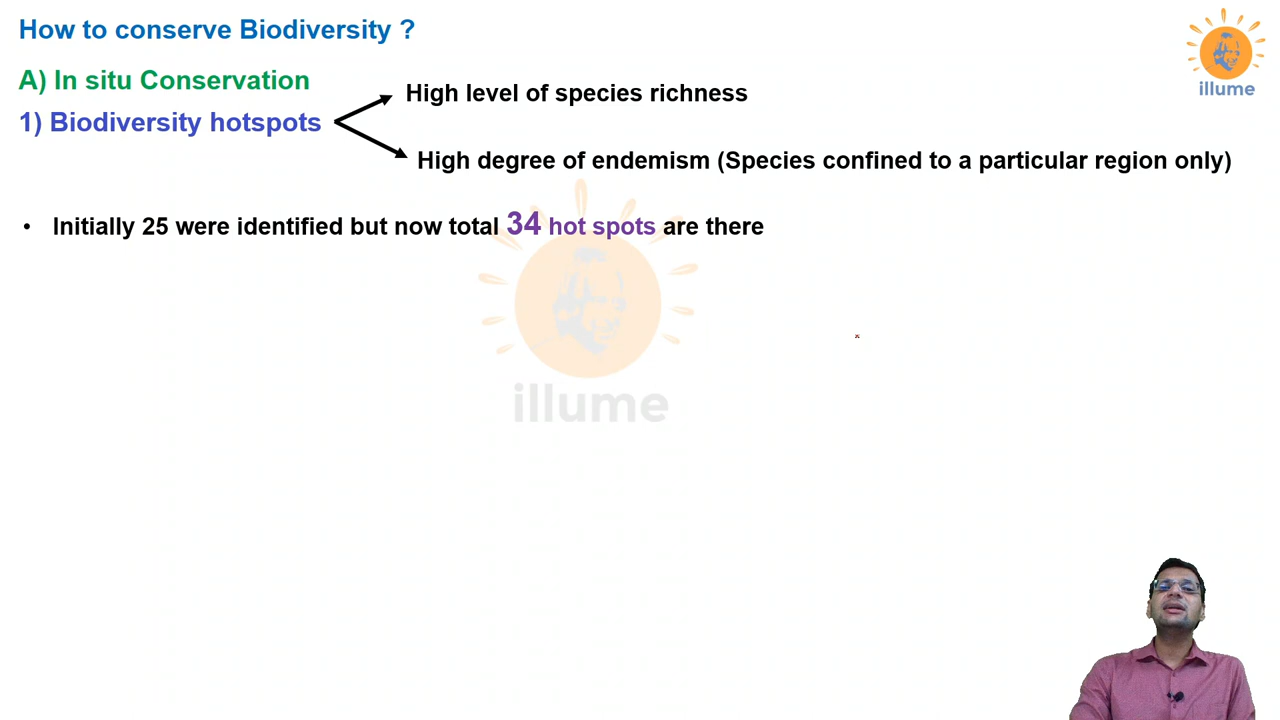 How to conserve Biodiversity ?
illume
A) In situ Conservation
High level of species richness
1) Biodiversity hotspots
High degree of endemism (Species confined to a particular region only)
• Initially 25 were identified but now total 34 hot spots are there
illume